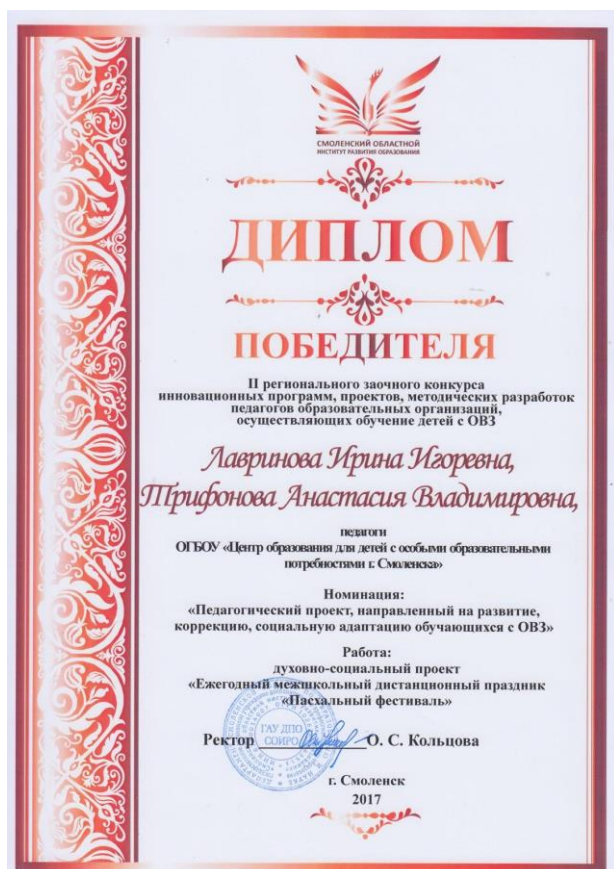 СМОЛЕНСКИЙ ОБЛАСТНОЙ
ИНСТИТУТ РАЗВИТИЯ ОБРАЗОВАНИЯ
ДИПЛОМ
ПОБЕДИТЕЛЯ
II регионального заочного конкурса
инновационных программ, проектов, методических разработок
педагогов образовательных организаций,
осуществляющих обучение детей с ОВЗ
Лавринова Ирина Игоревна,
Трифонова Анастасия Владимировна,
педагоги
ОГБОУ «Центр образования для детей с особыми образовательными
потребностями г. Смоленска»
Номинация:
«Педагогический проект, направленный на развитие,
коррекцию, социальную адаптацию обучающихся с ОВЗ»
Работа:
духовно-социальный проект
«Ежегодный межшкольный дистанционный праздник
«Пасхальный фестиваль»
ГАУ ДПО
СОИРО
Ректор О. С. Кольцова
г. Смоленск
2017